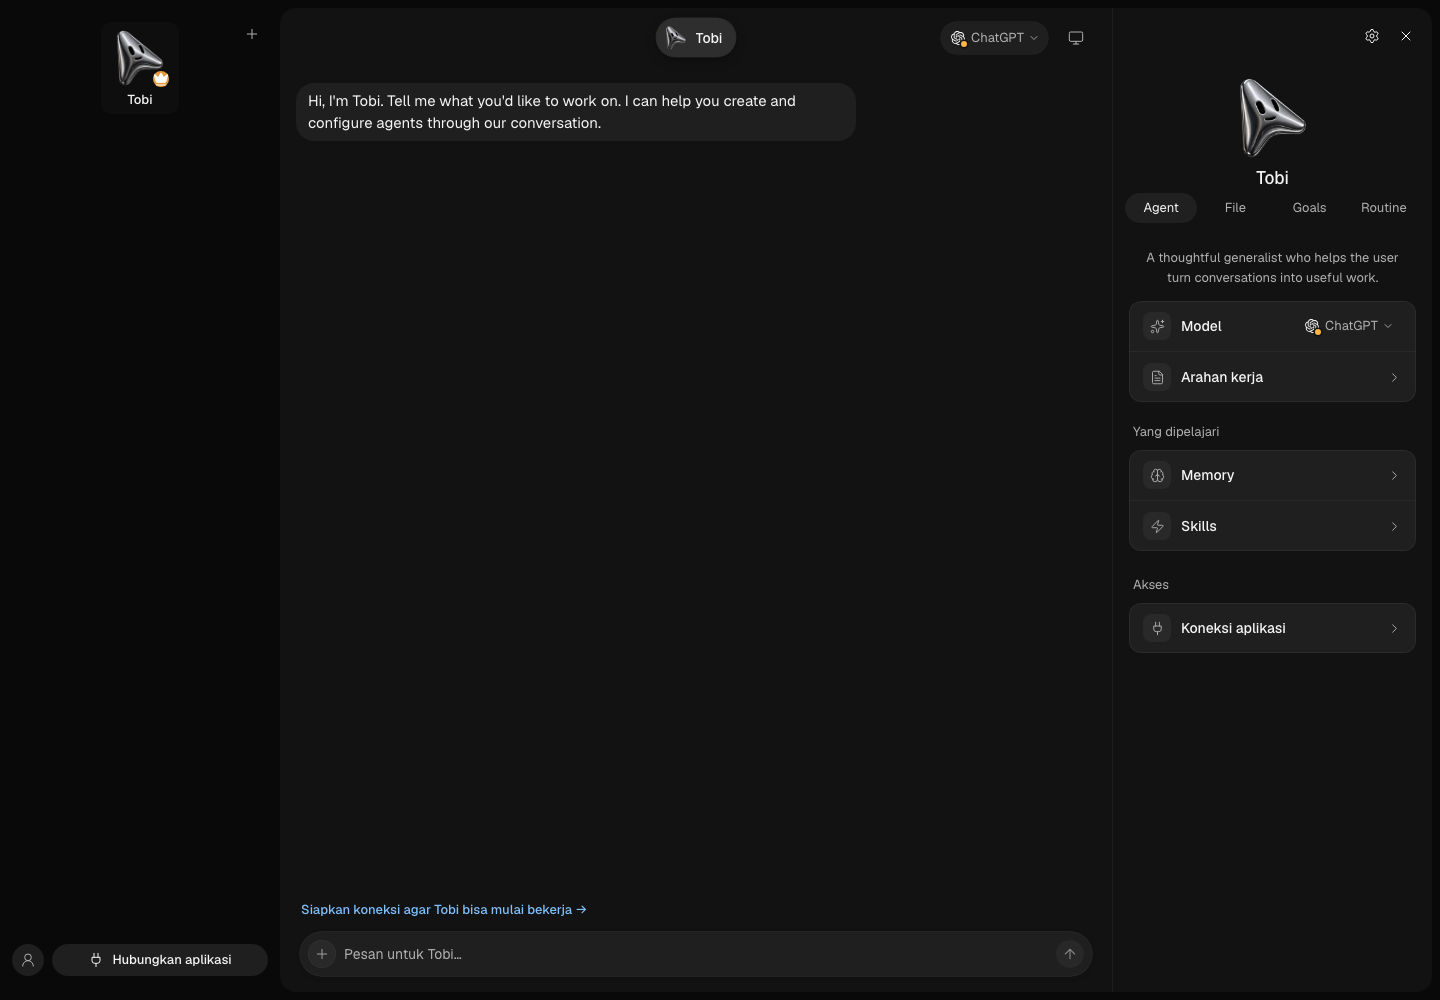 Tobi
Tobi
ChatGPT
Hi, I'm Tobi. Tell me what you'd like to work on. I can help you create and
configure agents through our conversation.
Siapkan koneksi agar Tobi bisa mulai bekerja →
Pesan untuk Tobi...
Hubungkan aplikasi
Tobi
Agent File Goals Routine
A thoughtful generalist who helps the user
turn conversations into useful work.
Model ChatGPT
Arahan kerja
Yang dipelajari
Memory
Skills
Akses
Koneksi aplikasi